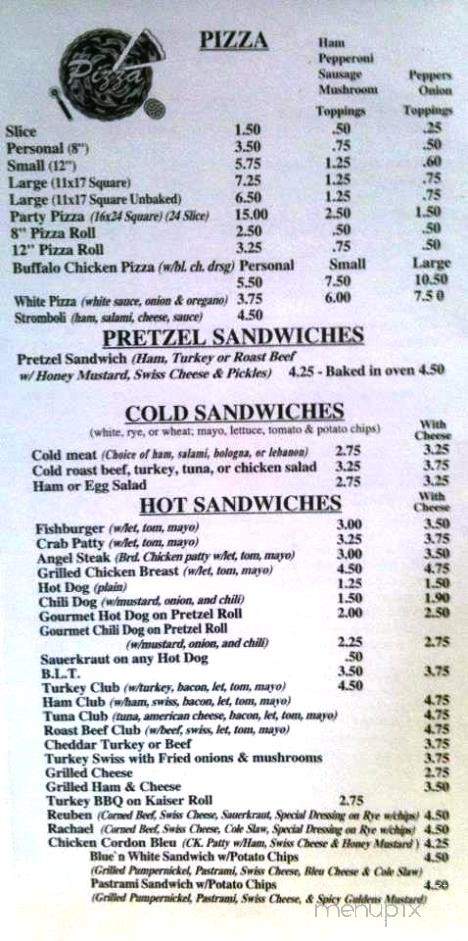 Pizza
PIZZA
Ham
Pepperoni
Sausage Peppers
Mushroom Onion
Toppings Toppings
Slice 1.50 .50 .25
Personal (8") 3.50 .75 .50
Small (12") 5.75 1.25 .60
Large (11x17 Square) 7.25 1.25 .75
Large (11x17 Square Unbaked) 6.50 1.25 .75
Party Pizza (16x24 Square) (24 Slice) 15.00 2.50 1.50
8" Pizza Roll 2.50 .50 .50
12" Pizza Roll 3.25 .75 .50
Buffalo Chicken Pizza (w/bl. ch. drsg) Personal Small Large
5.50 7.50 10.50
White Pizza (white sauce, onion & oregano) 3.75 6.00 7.50
Stromboli (ham, salami, cheese, sauce) 4.50
PRETZEL SANDWICHES
Pretzel Sandwich (Ham, Turkey or Roast Beef
w/ Honey Mustard, Swiss Cheese & Pickles) 4.25 - Baked in oven 4.50
COLD SANDWICHES
(white, rye, or wheat; mayo, lettuce, tomato & potato chips) With
Cheese
Cold meat (Choice of ham, salami, bologna, or lebanon) 2.75 3.25
Cold roast beef, turkey, tuna, or chicken salad 3.25 3.75
Ham or Egg Salad 2.75 3.25
HOT SANDWICHES With
Cheese
Fishburger (w/let, tom, mayo) 3.00 3.50
Crab Patty (w/let, tom, mayo) 3.25 3.75
Angel Steak (Brd. Chicken patty w/let, tom, mayo) 3.00 3.50
Grilled Chicken Breast (w/let, tom, mayo) 4.50 4.75
Hot Dog (plain) 1.25 1.50
Chili Dog (w/mustard, onion, and chili) 1.50 1.90
Gourmet Hot Dog on Pretzel Roll 2.00 2.50
Gourmet Chili Dog on Pretzel Roll
(w/mustard, onion, and chili) 2.25 2.75
Sauerkraut on any Hot Dog .50
B.L.T. 3.50 3.75
Turkey Club (w/turkey, bacon, let, tom, mayo) 4.50
Ham Club (w/ham, swiss, bacon, let, tom, mayo) 4.75
Tuna Club (tuna, american cheese, bacon, let, tom, mayo) 4.75
Roast Beef Club (w/beef, swiss, let, tom, mayo) 4.75
Cheddar Turkey or Beef 3.75
Turkey Swiss with Fried onions & mushrooms 3.75
Grilled Cheese 2.75
Grilled Ham & Cheese 3.50
Turkey BBQ on Kaiser Roll 2.75
Reuben (Corned Beef, Swiss Cheese, Sauerkraut, Special Dressing on Rye w/chips) 4.50
Rachael (Corned Beef, Swiss Cheese, Cole Slaw, Special Dressing on Rye w/chips) 4.50
Chicken Cordon Bleu (CK. Patty w/Ham, Swiss Cheese & Honey Mustard ) 4.25
Blue`n White Sandwich w/Potato Chips 4.50
(Grilled Pumpernickel, Pastrami, Swiss Cheese, Bleu Cheese & Cole Slaw)
Pastrami Sandwich w/Potato Chips 4.50
(Grilled Pumpernickel, Pastrami, Swiss Cheese, & Spicy Guldens Mustard)
menupix